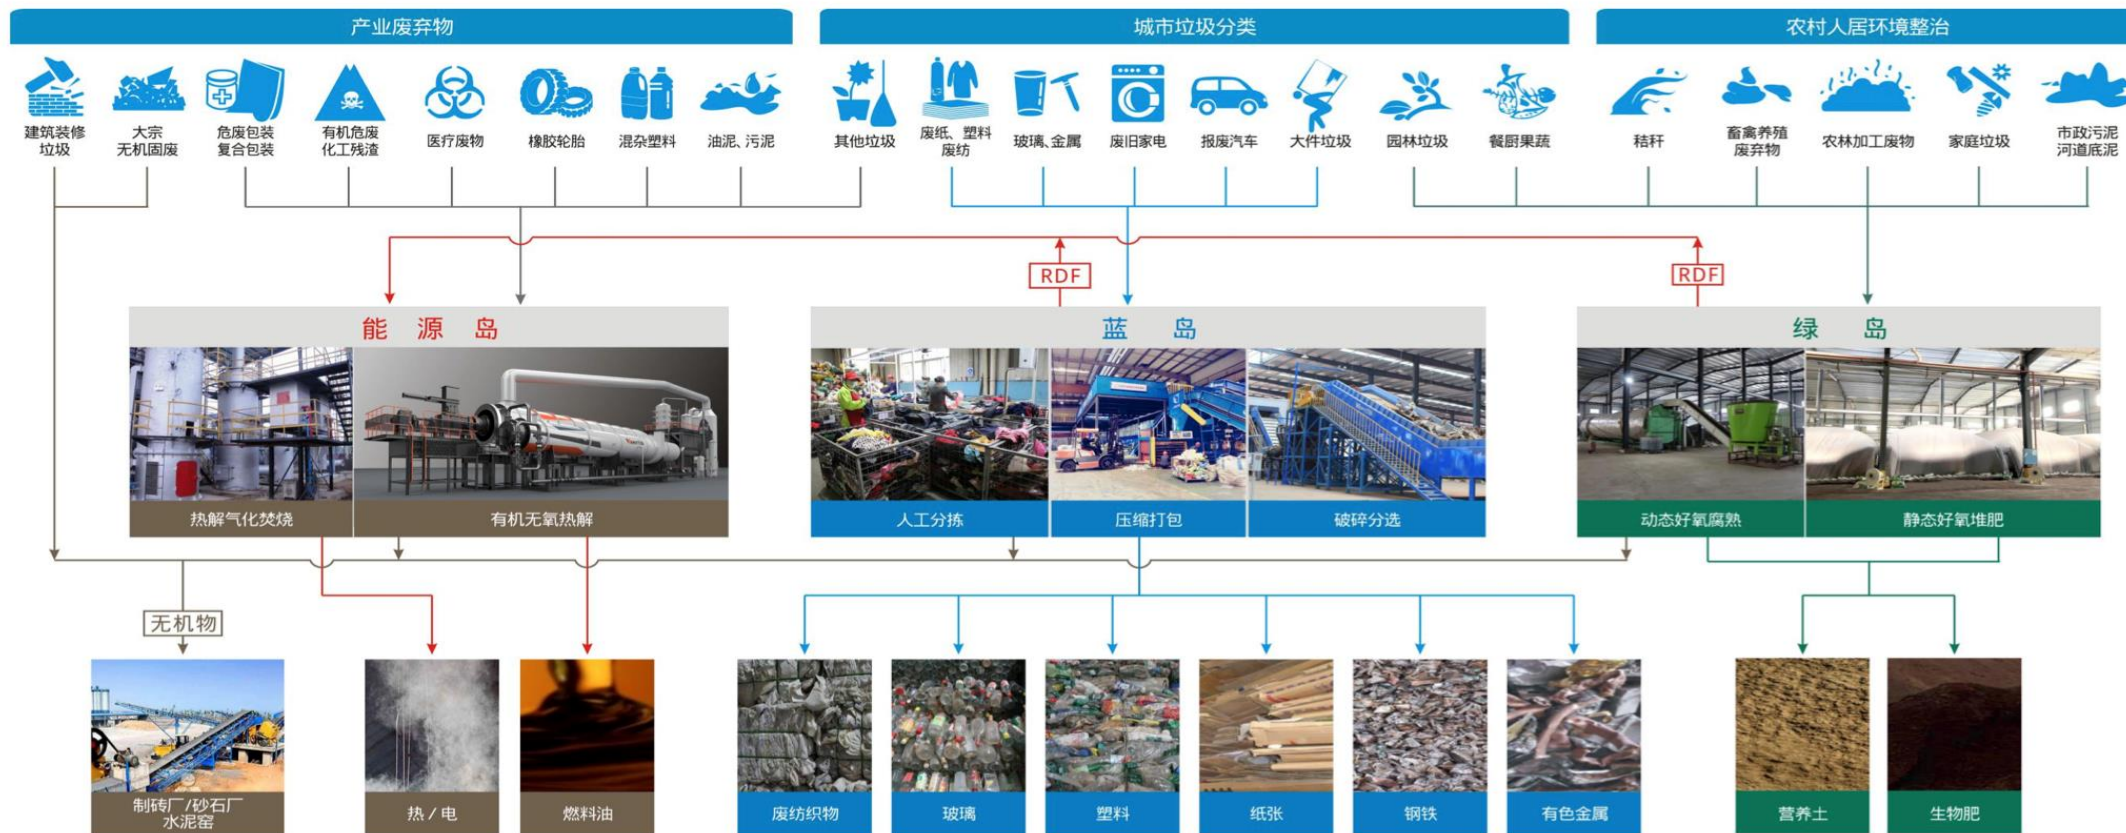 产业废弃物
城市垃圾分类
农村人居环境整治
建筑装修
垃圾
大宗
无机固废
危废包装
复合包装
有机危废
化工残渣
医疗废物
橡胶轮胎
混杂塑料
油泥、污泥
其他垃圾
废纸、塑料
废纺
玻璃、金属
废旧家电
报废汽车
大件垃圾
园林垃圾
餐厨果蔬
秸秆
畜禽养殖
废弃物
农林加工废物
家庭垃圾
市政污泥
河道底泥
RDF
RDF
能源岛
蓝岛
绿岛
热解气化焚烧
有机无氧热解
人工分拣
压缩打包
破碎分选
动态好氧腐熟
静态好氧堆肥
无机物
制砖厂/砂石厂
水泥窑
热/电
燃料油
废纺织物
玻璃
塑料
纸张
钢铁
有色金属
营养土
生物肥